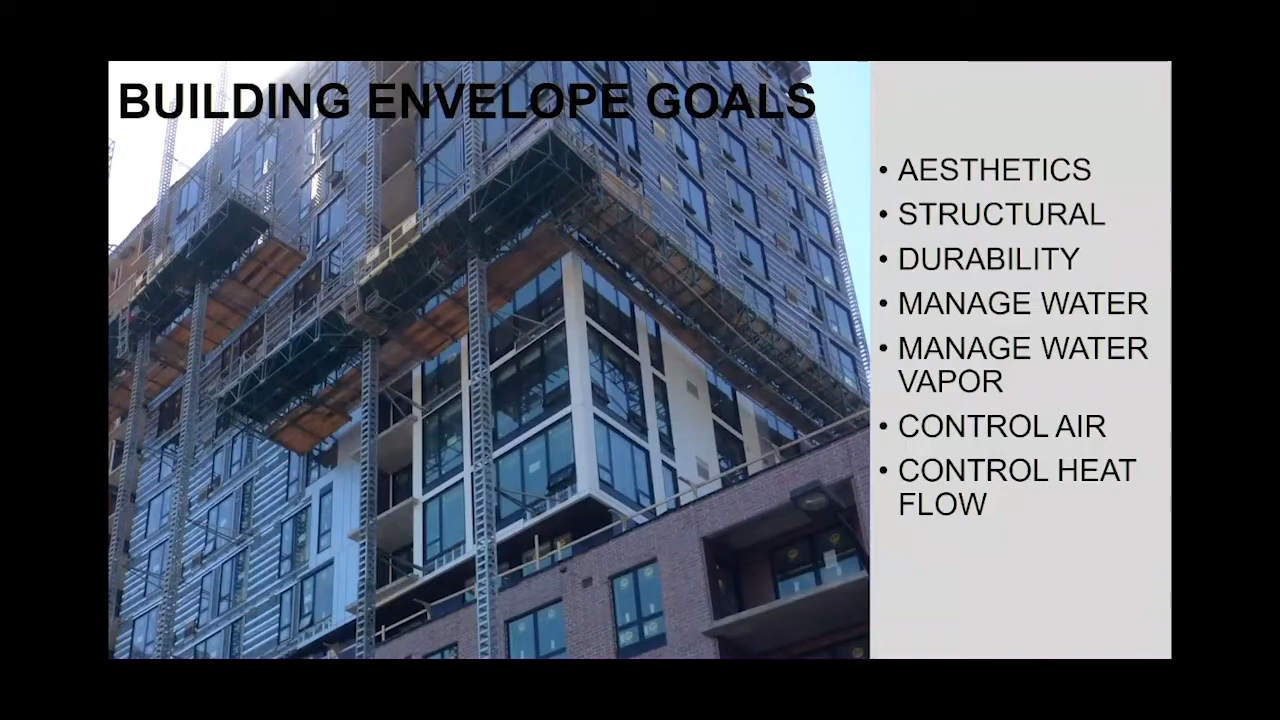 BUILDING ENVELOPE GOALS
• AESTHETICS
• STRUCTURAL
• DURABILITY
• MANAGE WATER
• MANAGE WATER
VAPOR
• CONTROL AIR
• CONTROL HEAT
FLOW